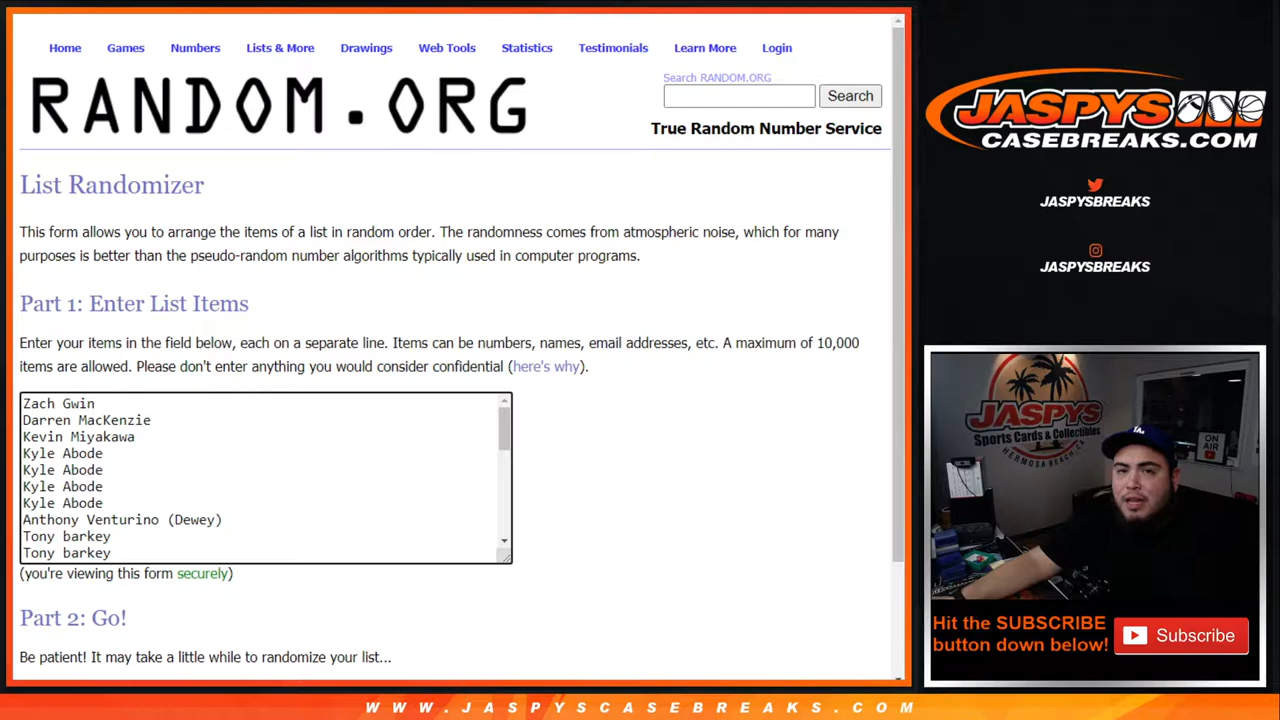 Home Games Numbers Lists & More Drawings Web Tools Statistics Testimonials Learn More Login
RANDOM.ORG
Search RANDOM.ORG
Search
True Random Number Service
List Randomizer
This form allows you to arrange the items of a list in random order. The randomness comes from atmospheric noise, which for many
purposes is better than the pseudo-random number algorithms typically used in computer programs.
Part 1: Enter List Items
Enter your items in the field below, each on a separate line. Items can be numbers, names, email addresses, etc. A maximum of 10,000
items are allowed. Please don't enter anything you would consider confidential (here's why).
Zach Gwin
Darren MacKenzie
Kevin Miyakawa
Kyle Abode
Kyle Abode
Kyle Abode
Kyle Abode
Anthony Venturino (Dewey)
Tony barkey
Tony barkey
(you're viewing this form securely)
Part 2: Go!
Be patient! It may take a little while to randomize your list...
JASPYS
CASEBREAKS.COM
JASPYSBREAKS
JASPYSBREAKS
JASPYS
Sports Cards & Collectibles
HERMOSA BEACH, CA
ON AIR
LA
Hit the SUBSCRIBE
button down below!
Subscribe
WWW.JASPYSCASEBREAKS.COM